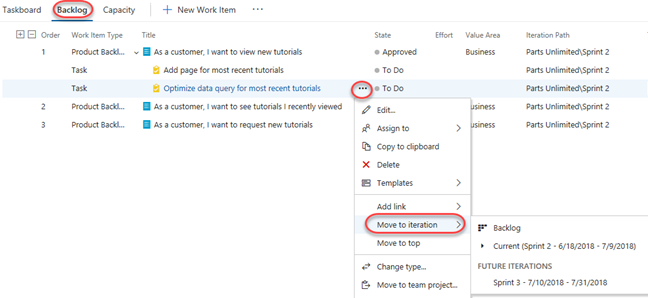 Taskboard Backlog Capacity + New Work Item ...
Order Work Item Type Title State Effort Value Area Iteration Path
1 Product Backl... As a customer, I want to view new tutorials Approved Business Parts Unlimited\Sprint 2
Task Add page for most recent tutorials To Do Parts Unlimited\Sprint 2
Task Optimize data query for most recent tutorials ... To Do Parts Unlimited\Sprint 2
2 Product Backl... As a customer, I want to see tutorials I recently viewed Business Parts Unlimited\Sprint 2
3 Product Backl... As a customer, I want to request new tutorials Business Parts Unlimited\Sprint 2
Edit...
Assign to
Copy to clipboard
Delete
Templates
Add link
Move to iteration
Move to top
Change type...
Move to team project...
Backlog
Current (Sprint 2 - 6/18/2018 - 7/9/2018)
FUTURE ITERATIONS
Sprint 3 - 7/10/2018 - 7/31/2018